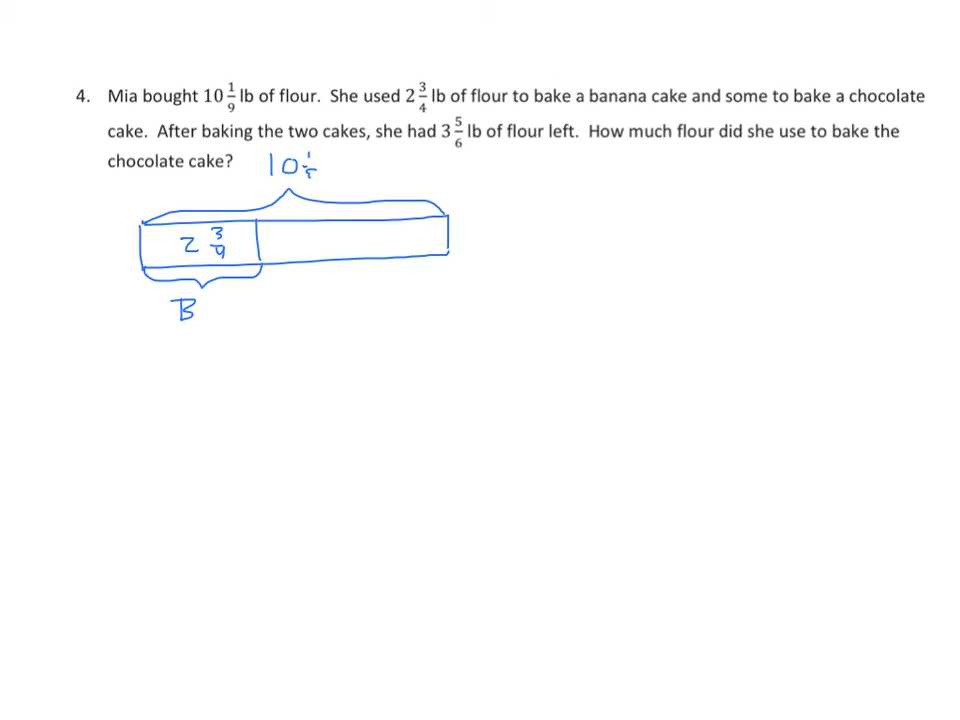 4. Mia bought 10 1/9 lb of flour. She used 2 3/4 lb of flour to bake a banana cake and some to bake a chocolate
cake. After baking the two cakes, she had 3 5/6 lb of flour left. How much flour did she use to bake the
chocolate cake?
10
2 3/4
B